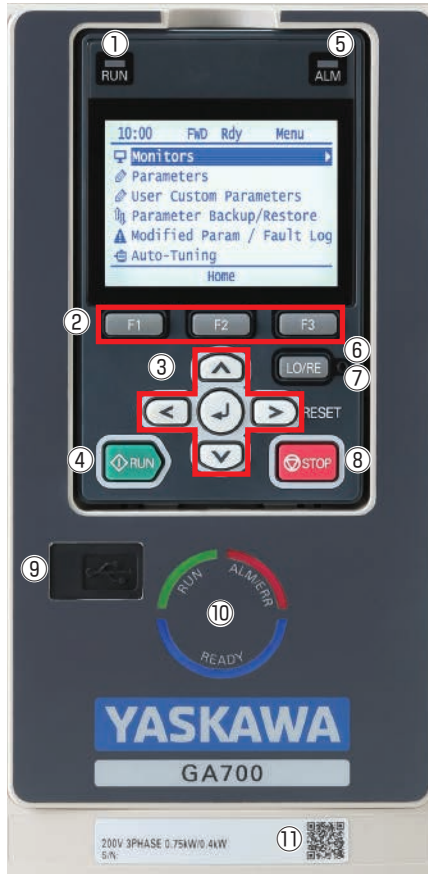 ① ⑤
RUN ALM
10:00 FWD Rdy Menu
Monitors
Parameters
User Custom Parameters
Parameter Backup/Restore
Modified Param / Fault Log
Auto-Tuning
Home
② F1 F2 F3
③ LO/RE ⑥
⑦
RESET
④ RUN STOP ⑧
⑨
RUN ALM/ERR
⑩
READY
YASKAWA
GA700
200V 3PHASE 0.75kW/0.4kW ⑪
S/N: